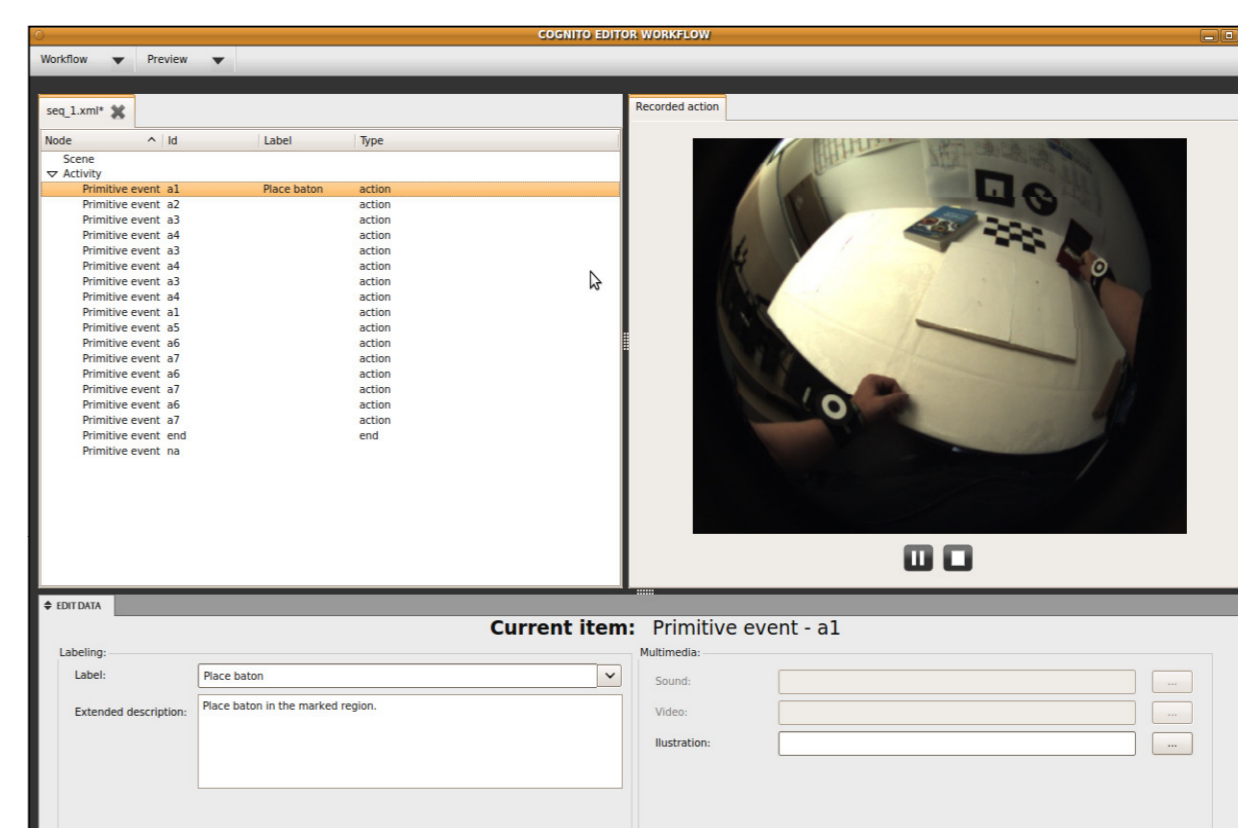 COGNITO EDITOR WORKFLOW
Workflow Preview
seq_1.xml*
Node Id Label Type
Scene
Activity
Primitive event a1 Place baton action
Primitive event a2 action
Primitive event a3 action
Primitive event a4 action
Primitive event a3 action
Primitive event a4 action
Primitive event a3 action
Primitive event a4 action
Primitive event a1 action
Primitive event a5 action
Primitive event a6 action
Primitive event a7 action
Primitive event a6 action
Primitive event a7 action
Primitive event a6 action
Primitive event a7 action
Primitive event end end
Primitive event na
Recorded action
EDIT DATA
Current item: Primitive event - a1
Labeling:
Label: Place baton
Extended description: Place baton in the marked region.
Multimedia:
Sound: ...
Video: ...
Ilustration: ...